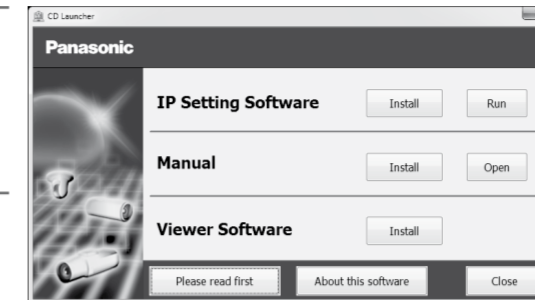 CD Launcher
Panasonic
IP Setting Software Install Run
Manual Install Open
Viewer Software Install
Please read first About this software Close